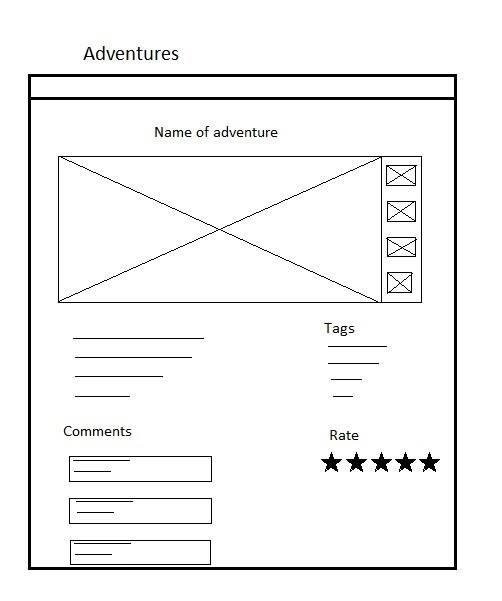 Adventures
Name of adventure
Tags
Comments
Rate